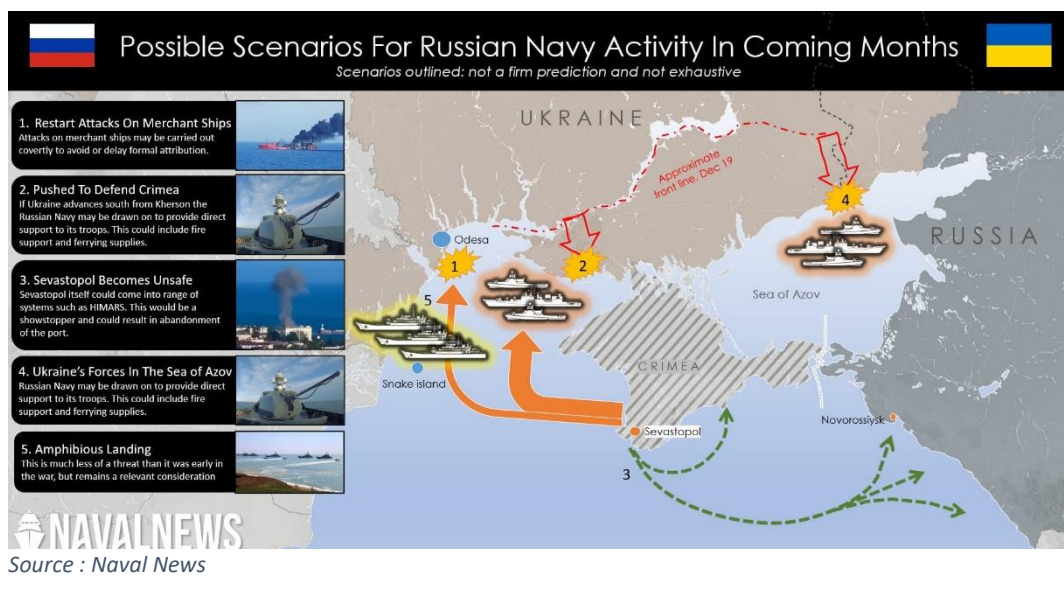 Possible Scenarios For Russian Navy Activity In Coming Months
Scenarios outlined: not a firm prediction and not exhaustive
1. Restart Attacks On Merchant Ships
Attacks on merchant ships may be carried out
covertly to avoid or delay formal attribution.
2. Pushed To Defend Crimea
If Ukraine advances south from Kherson the
Russian Navy may be drawn on to provide direct
support to its troops. This could include fire
support and ferrying supplies.
3. Sevastopol Becomes Unsafe
Sevastopol itself could come into range of
systems such as HIMARS. This would be a
showstopper and could result in abandonment
of the port.
4. Ukraine's Forces In The Sea of Azov
Russian Navy may be drawn on to provide direct
support to its troops. This could include fire
support and ferrying supplies.
5. Amphibious Landing
This is much less of a threat than it was early in
the war, but remains a relevant consideration
UKRAINE
Approximate
front line, Dec 19
4
RUSSIA
Odesa
1
2
5
Sea of Azov
CRIMEA
Snake island
Novorossiysk
Sevastopol
3
NAVALNEWS
Source : Naval News